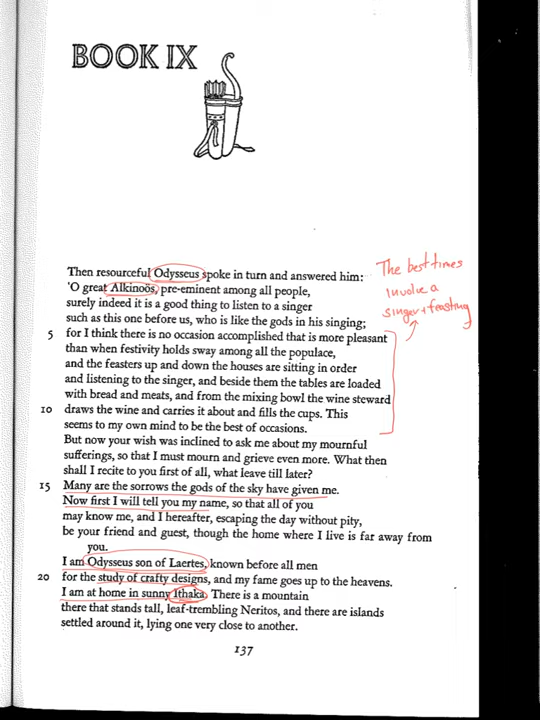 BOOK IX
Then resourceful Odysseus spoke in turn and answered him:
'O great Alkinoös, pre-eminent among all people,
surely indeed it is a good thing to listen to a singer
such as this one before us, who is like the gods in his singing;
5 for I think there is no occasion accomplished that is more pleasant
than when festivity holds sway among all the populace,
and the feasters up and down the houses are sitting in order
and listening to the singer, and beside them the tables are loaded
with bread and meats, and from the mixing bowl the wine steward
10 draws the wine and carries it about and fills the cups. This
seems to my own mind to be the best of occasions.
But now your wish was inclined to ask me about my mournful
sufferings, so that I must mourn and grieve even more. What then
shall I recite to you first of all, what leave till later?
15 Many are the sorrows the gods of the sky have given me.
Now first I will tell you my name, so that all of you
may know me, and I hereafter, escaping the day without pity,
be your friend and guest, though the home where I live is far away from
you.
I am Odysseus son of Laertes, known before all men
20 for the study of crafty designs, and my fame goes up to the heavens.
I am at home in sunny Ithaka. There is a mountain
there that stands tall, leaf-trembling Neritos, and there are islands
settled around it, lying one very close to another.
137
The best times
involve a
singer + feasting